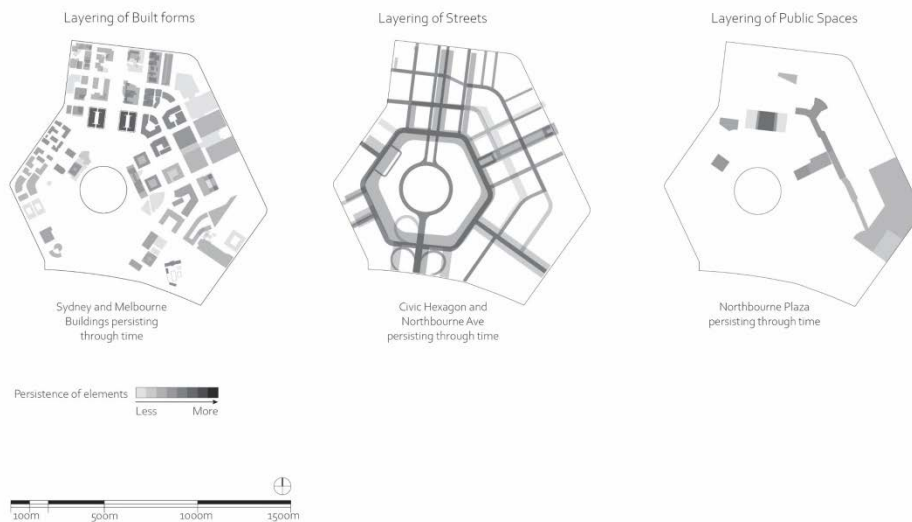 Layering of Built forms
Layering of Streets
Layering of Public Spaces
Sydney and Melbourne
Buildings persisting
through time
Civic Hexagon and
Northbourne Ave
persisting through time
Northbourne Plaza
persisting through time
Persistence of elements
Less More
100m 500m 1000m 1500m